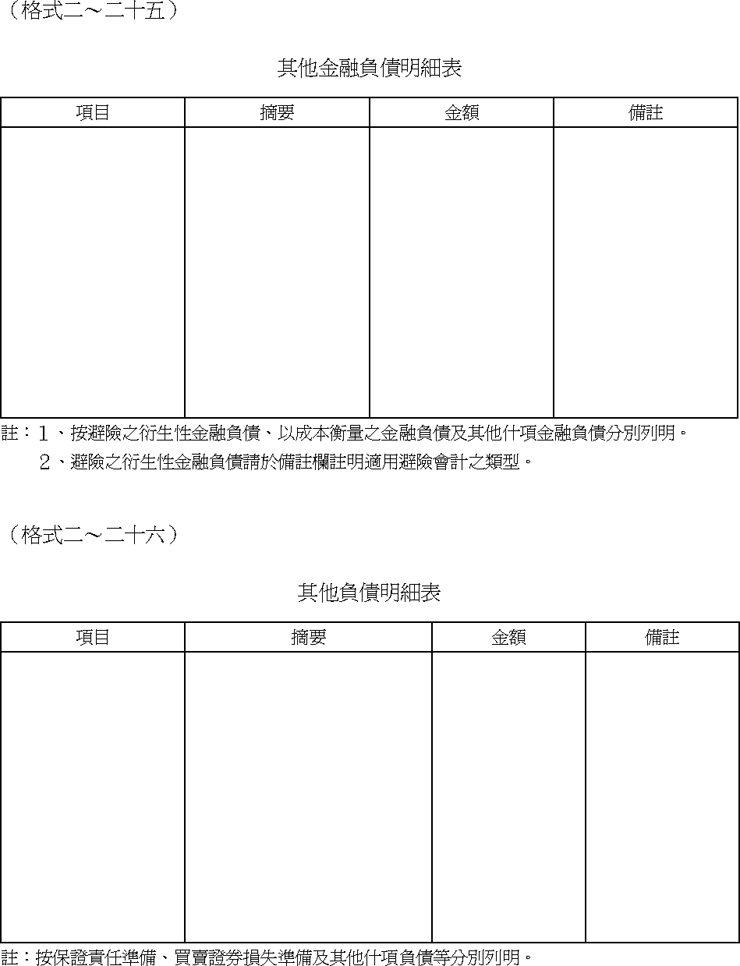 （格式二～二十五）
其他金融負債明細表
項目 摘要 金額 備註
註：１、按避險之衍生性金融負債、以成本衡量之金融負債及其他什項金融負債分別列明。
２、避險之衍生性金融負債請於備註欄註明適用避險會計之類型。
（格式二～二十六）
其他負債明細表
項目 摘要 金額 備註
註：按保證責任準備、買賣證券損失準備及其他什項負債等分別列明。